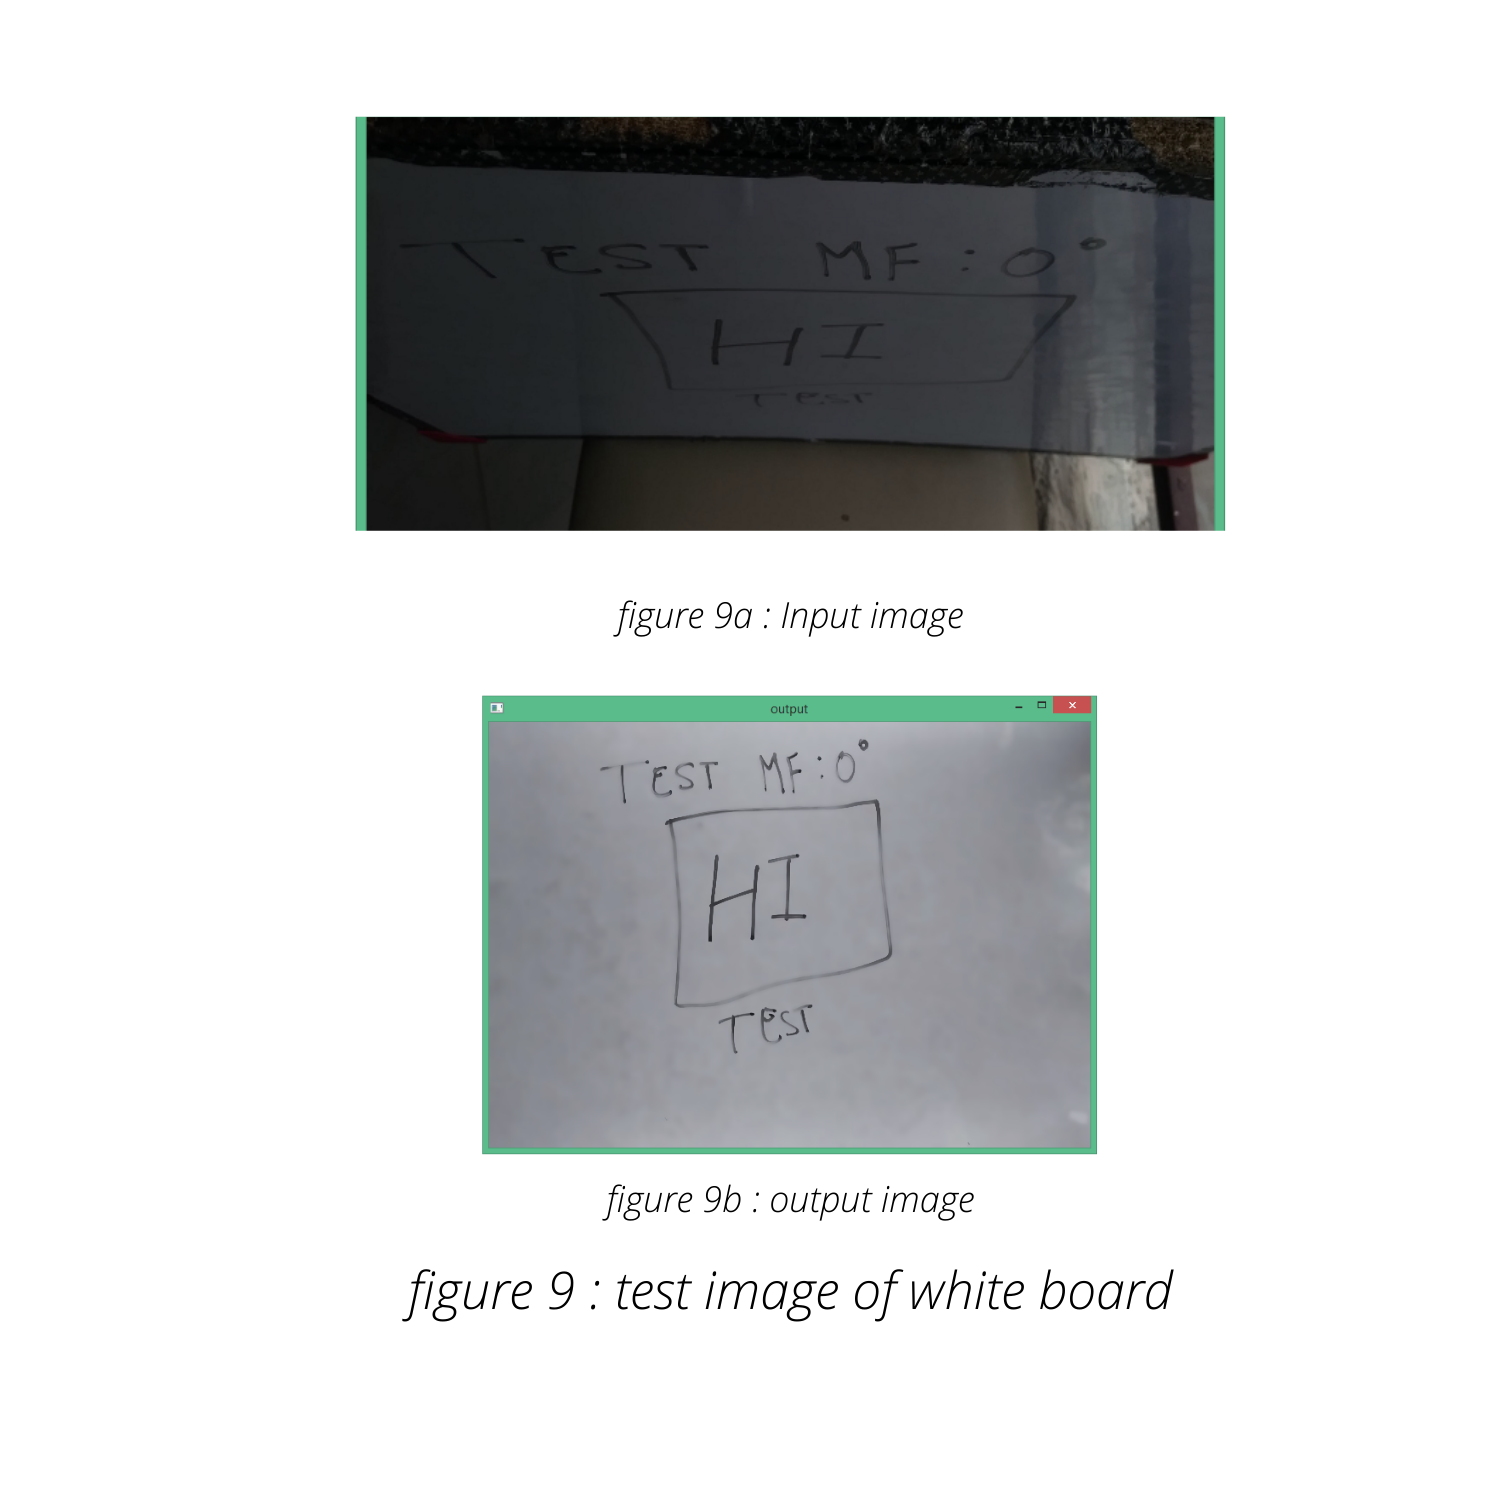 TEST MF:0°
HI
TEST
figure 9a : Input image
output
TEST MF:0°
HI
TEST
figure 9b : output image
figure 9 : test image of white board